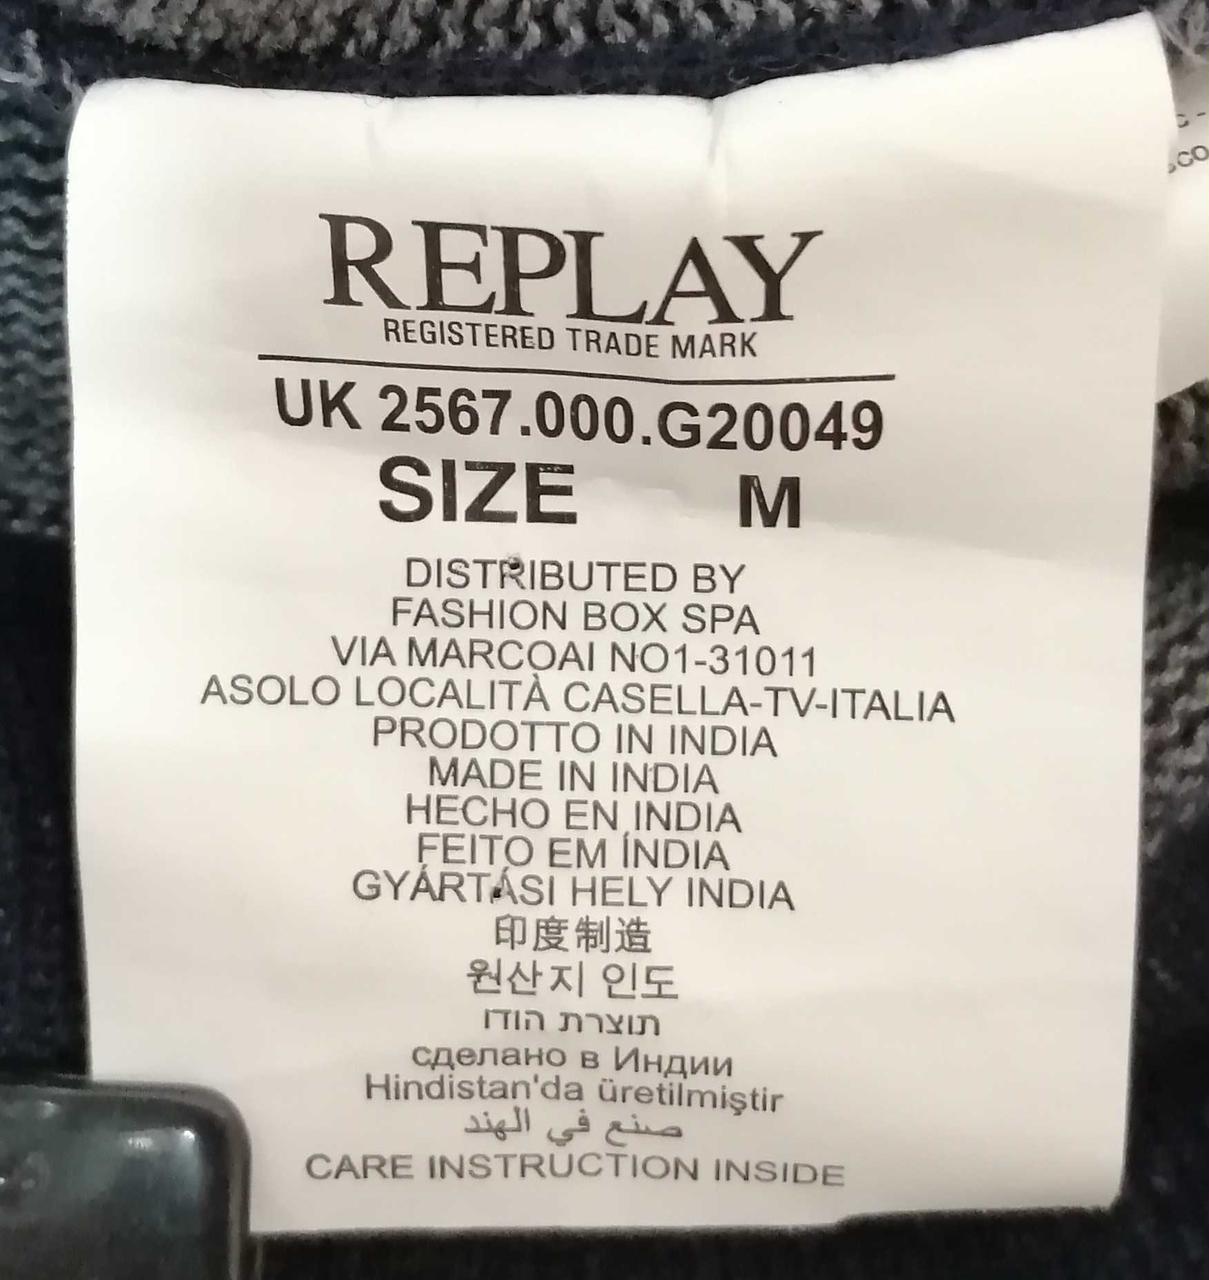 REPLAY
REGISTERED TRADE MARK
UK 2567.000.G20049
SIZE M
DISTRIBUTED BY
FASHION BOX SPA
VIA MARCOAI NO1-31011
ASOLO LOCALITÀ CASELLA-TV-ITALIA
PRODOTTO IN INDIA
MADE IN INDIA
HECHO EN INDIA
FEITO EM ÍNDIA
GYÁRTÁSI HELY INDIA
印度制造
원산지 인도
תוצרת הודו
сделано в Индии
Hindistan'da üretilmiştir
صنع في الهند
CARE INSTRUCTION INSIDE